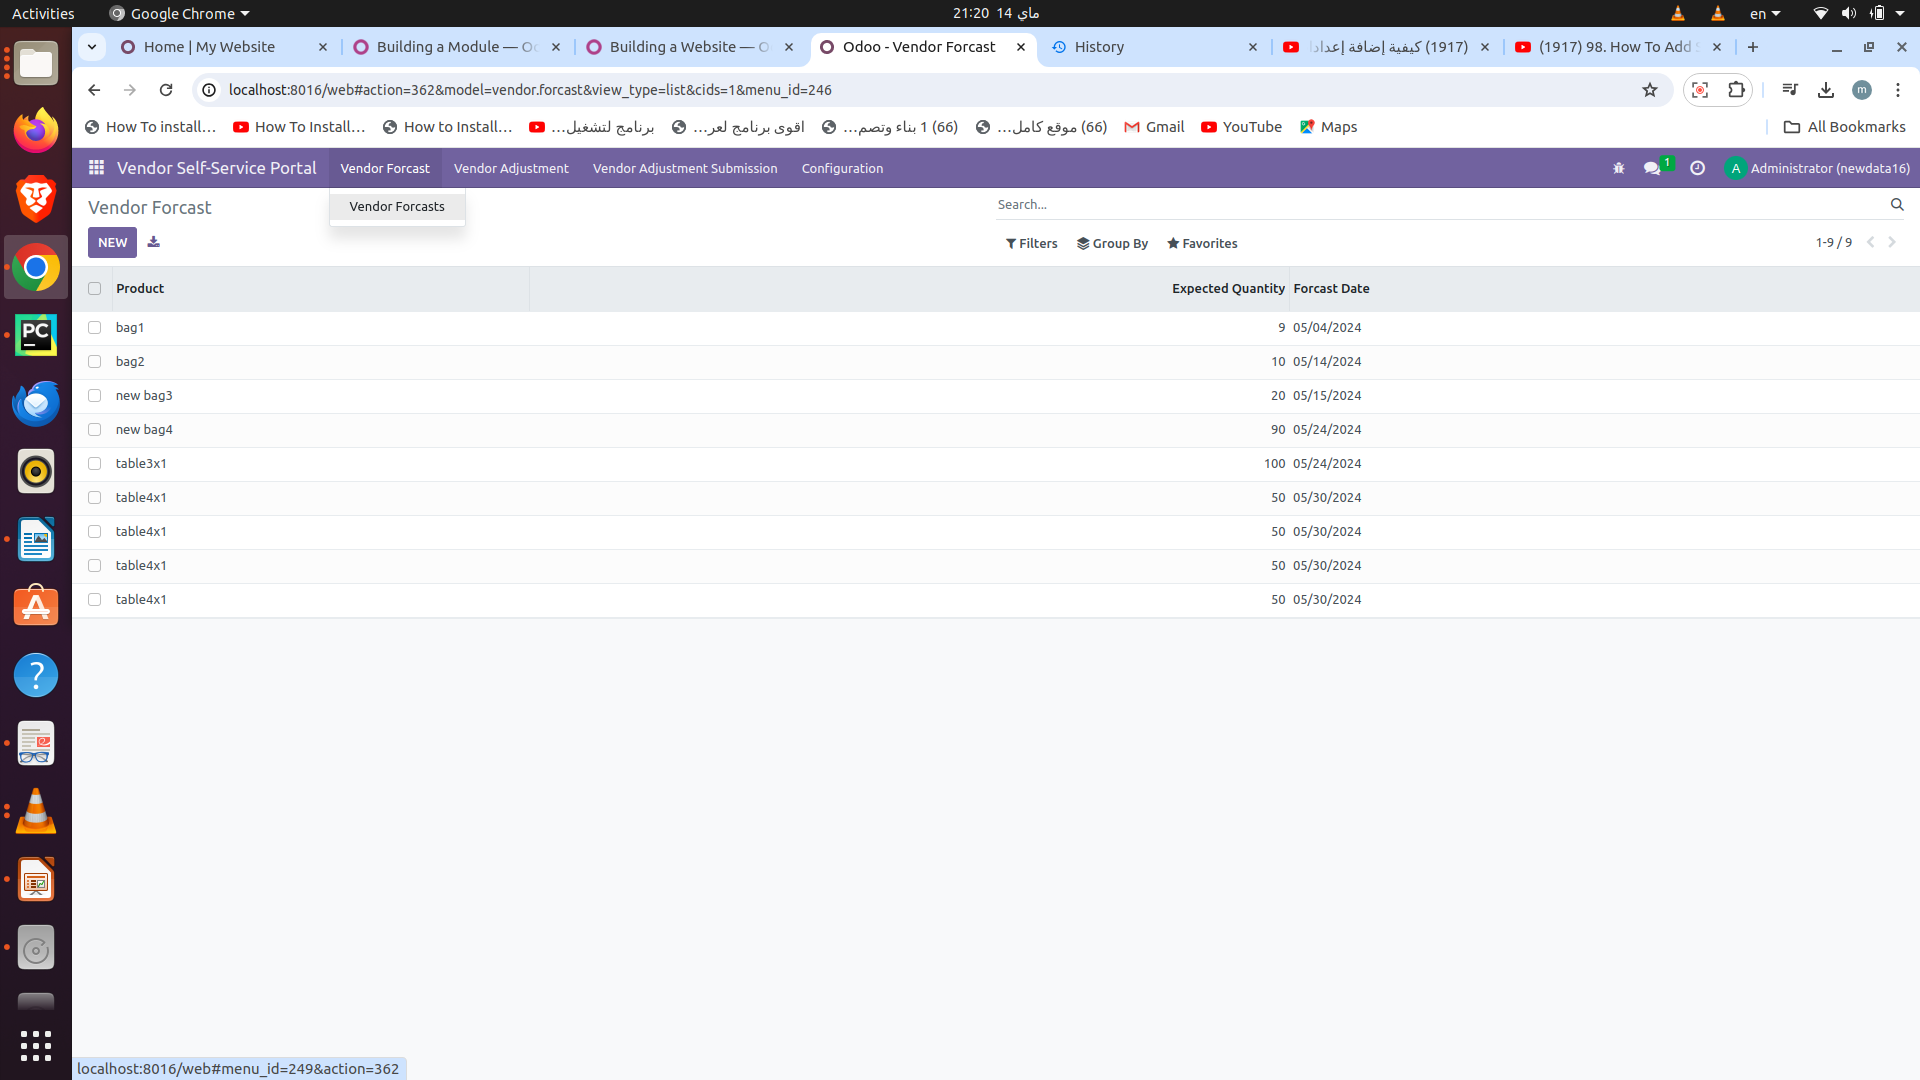 Activities
Google Chrome
21:20 14 ماي
en
Home | My Website
Building a Module — Oc
Building a Website — O
Odoo - Vendor Forcast
History
(1917) كيفية إضافة إعدادا
(1917) 98. How To Add S
localhost:8016/web#action=362&model=vendor.forcast&view_type=list&cids=1&menu_id=246
m
How To install…
How To Install…
How to Install…
برنامج لتشغيل…
اقوى برنامج لعر…
(66) 1 بناء وتصم…
(66) موقع كامل…
Gmail
YouTube
Maps
All Bookmarks
Vendor Self-Service Portal
Vendor Forcast
Vendor Adjustment
Vendor Adjustment Submission
Configuration
1
A
Administrator (newdata16)
Vendor Forcast
Vendor Forcasts
Search...
NEW
Filters
Group By
Favorites
1-9 / 9
Product
Expected Quantity
Forcast Date
bag1 9 05/04/2024
bag2 10 05/14/2024
new bag3 20 05/15/2024
new bag4 90 05/24/2024
table3x1 100 05/24/2024
table4x1 50 05/30/2024
table4x1 50 05/30/2024
table4x1 50 05/30/2024
table4x1 50 05/30/2024
PC
localhost:8016/web#menu_id=249&action=362